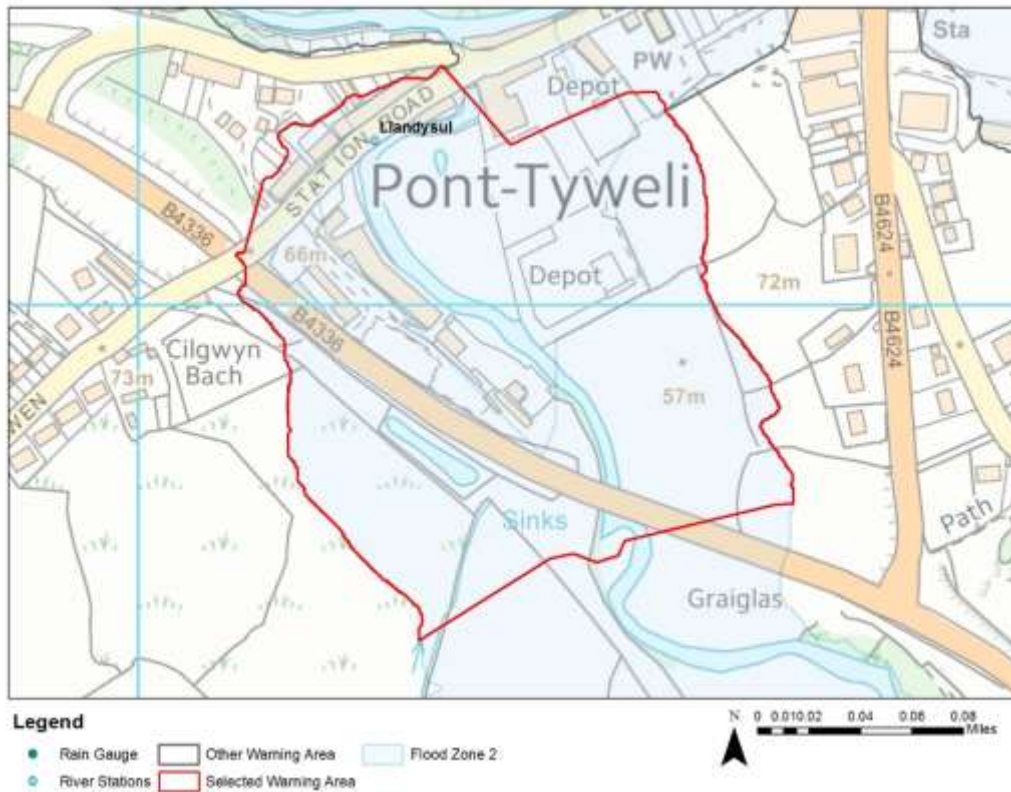 Sta
PW
Depot
STATION ROAD
Llandysul
Pont-Tyweli
B4336
B4624
66m
Depot
72m
B4336
B4624
Cilgwyn
Bach
73m
57m
WEN
Sinks
Path
Graiglas
Legend
Rain Gauge
Other Warning Area
Flood Zone 2
River Stations
Selected Warning Area
N
0 0.010.02 0.04 0.06 0.08
Miles